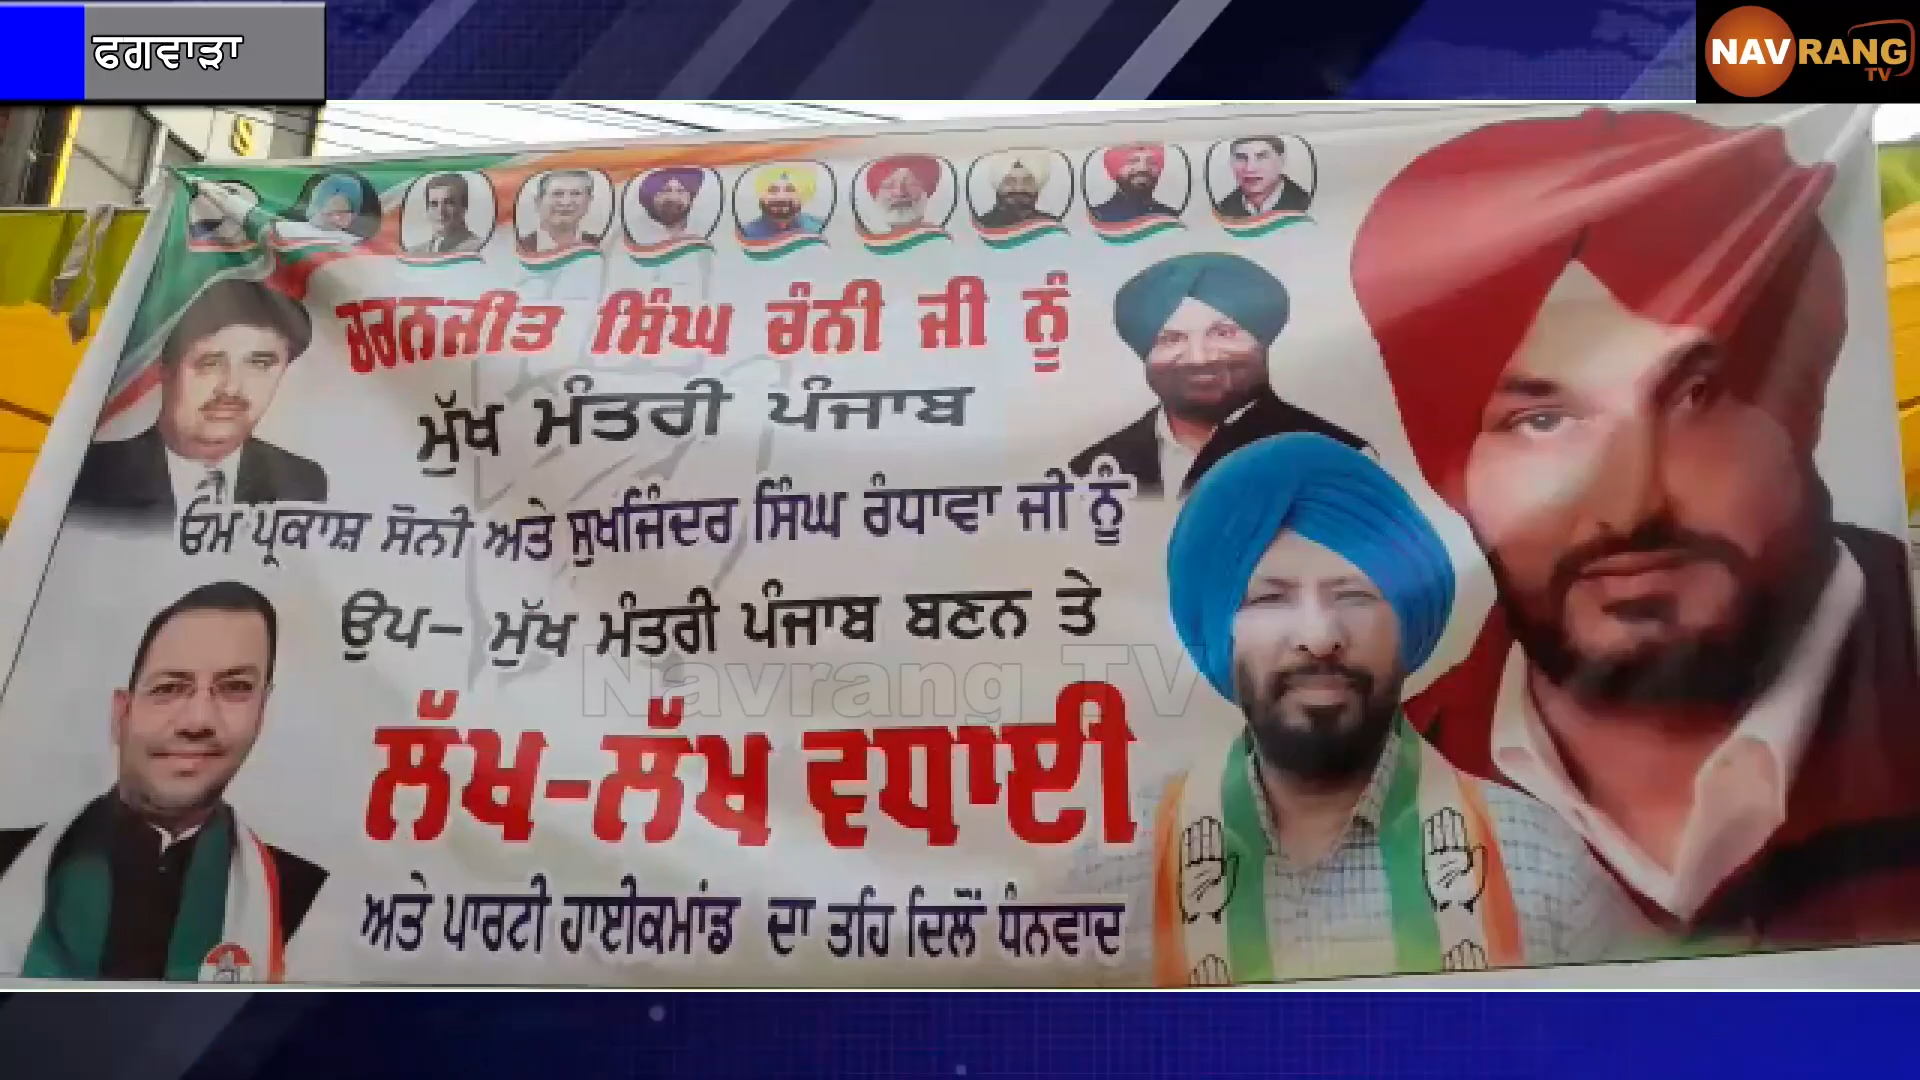 ਫਗਵਾੜਾ
NAVRANG
TV
ਚਰਨਜੀਤ ਸਿੰਘ ਚੰਨੀ ਜੀ ਨੂੰ
ਮੁੱਖ ਮੰਤਰੀ ਪੰਜਾਬ
ਓਮ ਪ੍ਰਕਾਸ਼ ਸੋਨੀ ਅਤੇ ਸੁਖਜਿੰਦਰ ਸਿੰਘ ਰੰਧਾਵਾ ਜੀ ਨੂੰ
ਉਪ- ਮੁੱਖ ਮੰਤਰੀ ਪੰਜਾਬ ਬਣਨ ਤੇ
Navrang TV
ਲੱਖ-ਲੱਖ ਵਧਾਈ
ਅਤੇ ਪਾਰਟੀ ਹਾਈਕਮਾਂਡ ਦਾ ਤਹਿ ਦਿਲੋਂ ਧੰਨਵਾਦ